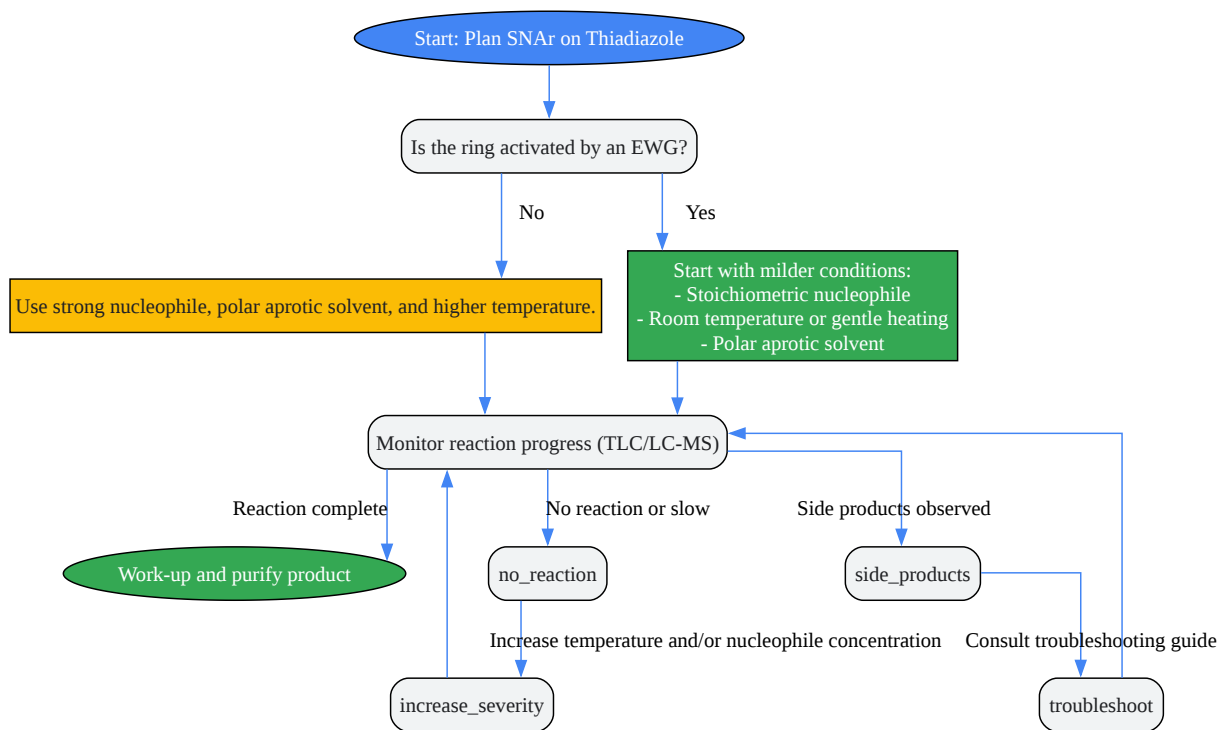 Start: Plan SNAr on Thiadiazole
Is the ring activated by an EWG?
No
Yes
Use strong nucleophile, polar aprotic solvent, and higher temperature.
Start with milder conditions:
- Stoichiometric nucleophile
- Room temperature or gentle heating
- Polar aprotic solvent
Monitor reaction progress (TLC/LC-MS)
Reaction complete
No reaction or slow
Side products observed
Work-up and purify product
no_reaction
side_products
Increase temperature and/or nucleophile concentration
Consult troubleshooting guide
increase_severity
troubleshoot